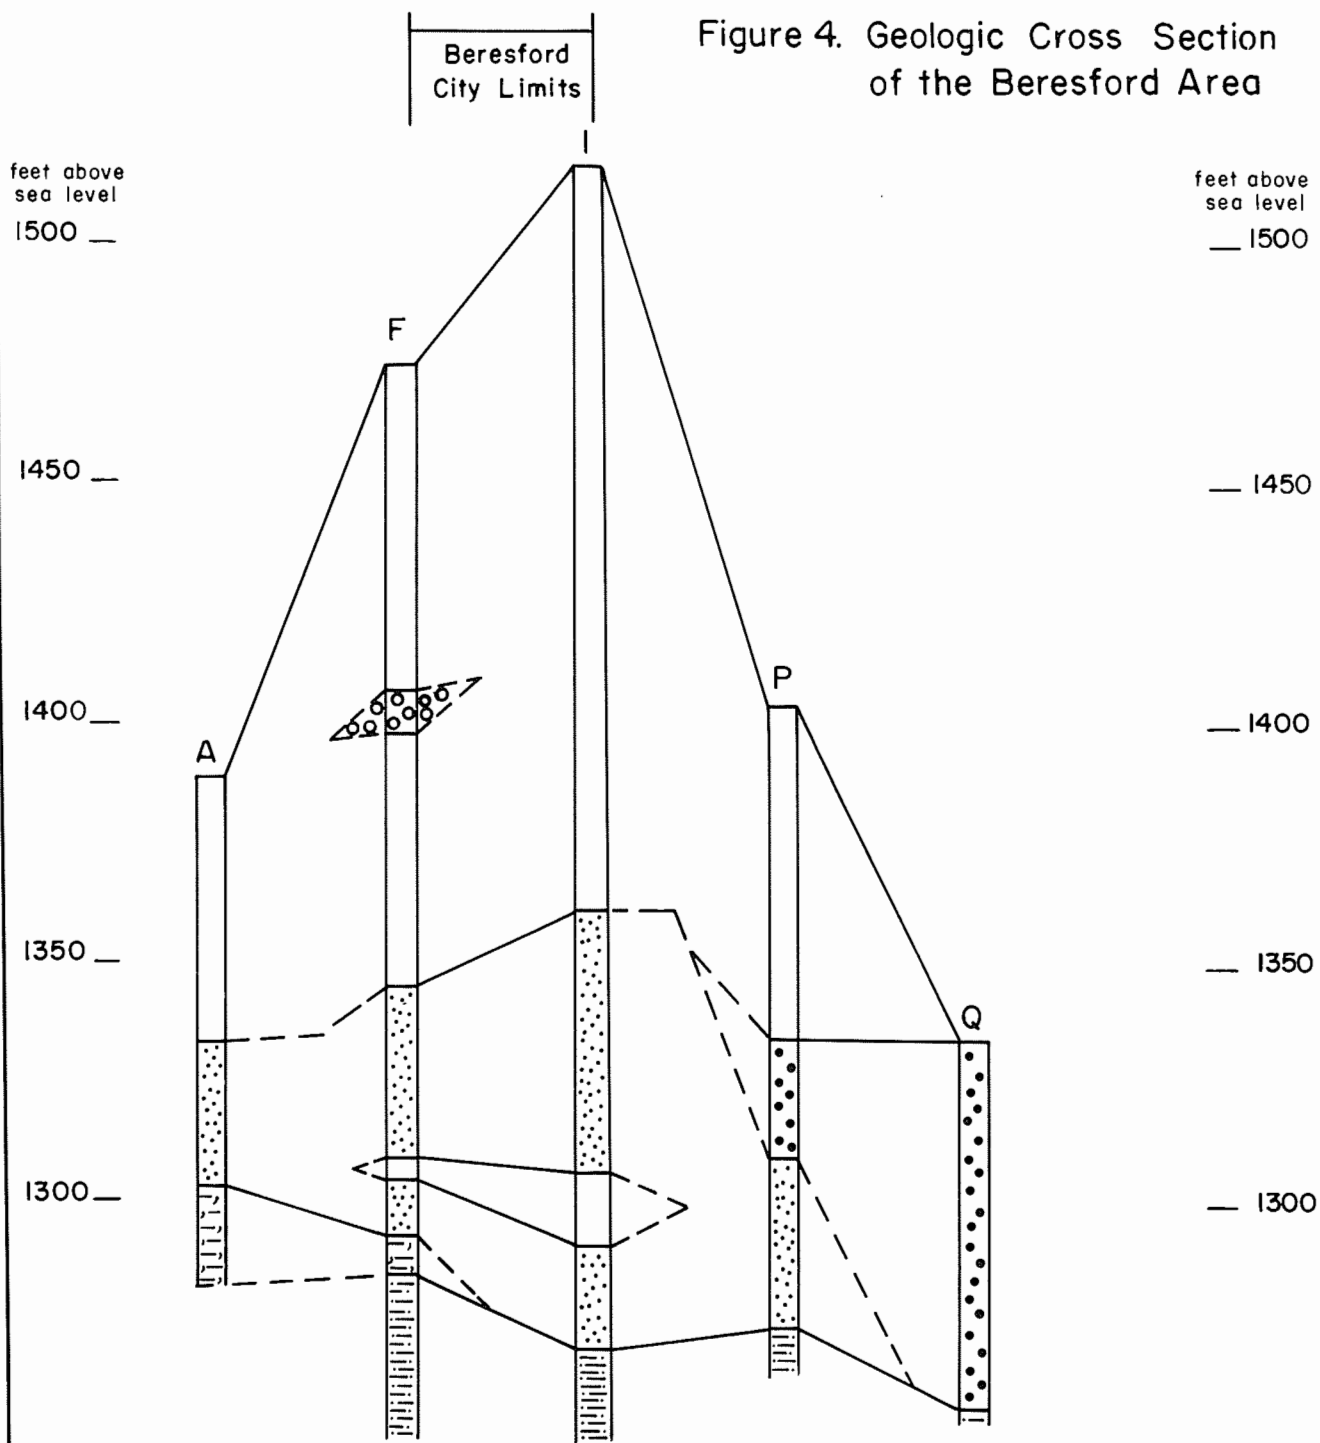 Figure 4. Geologic Cross Section
of the Beresford Area
Beresford
City Limits
feet above
sea level
1500
1450
1400
1350
1300
feet above
sea level
1500
1450
1400
1350
1300
A
F
I
P
Q